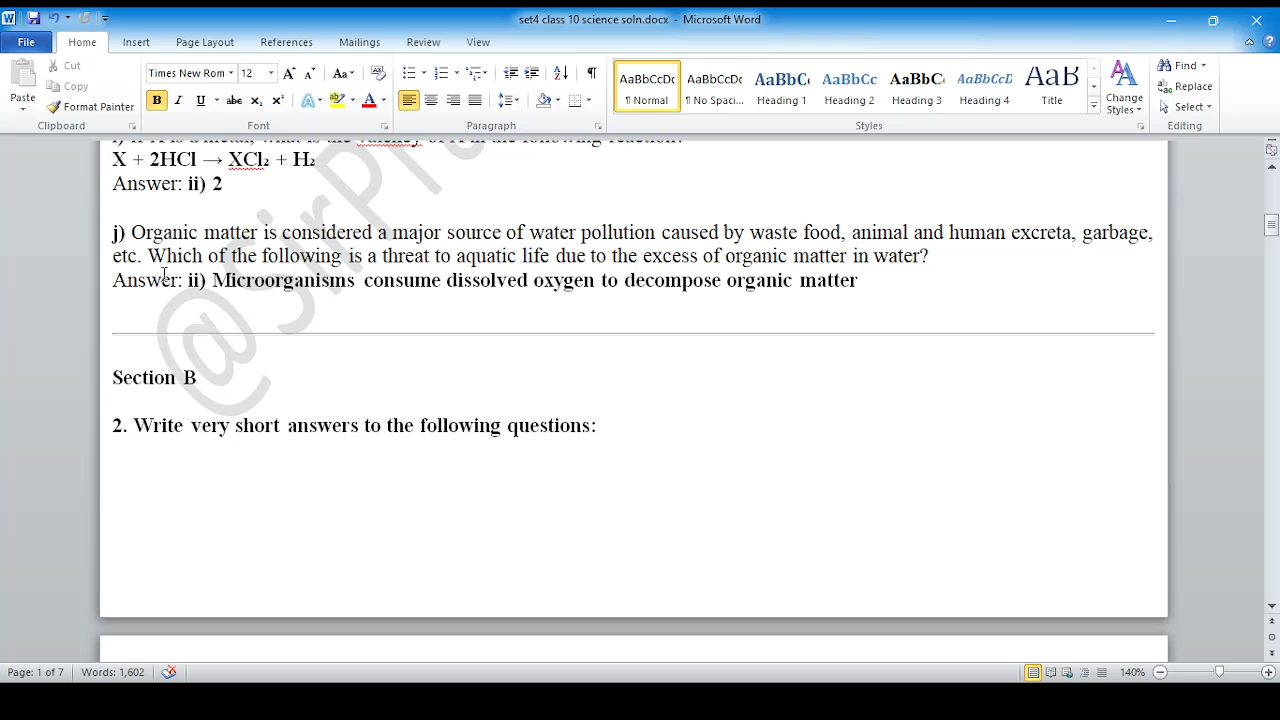 set4 class 10 science soln.docx - Microsoft Word
File Home Insert Page Layout References Mailings Review View
Paste
Cut
Copy
Format Painter
Clipboard
Times New Rom 12
Font
Paragraph
AaBbCcDc AaBbCcDc AaBbC AaBbCc AaBbC AaBbCcD AaB
¶ Normal ¶ No Spaci... Heading 1 Heading 2 Heading 3 Heading 4 Title
Change
Styles
Styles
Find
Replace
Select
Editing
X + 2HCl → XCl₂ + H₂
Answer: ii) 2
j) Organic matter is considered a major source of water pollution caused by waste food, animal and human excreta, garbage,
etc. Which of the following is a threat to aquatic life due to the excess of organic matter in water?
Answer: ii) Microorganisms consume dissolved oxygen to decompose organic matter
Section B
2. Write very short answers to the following questions:
Page: 1 of 7 Words: 1,602 140%